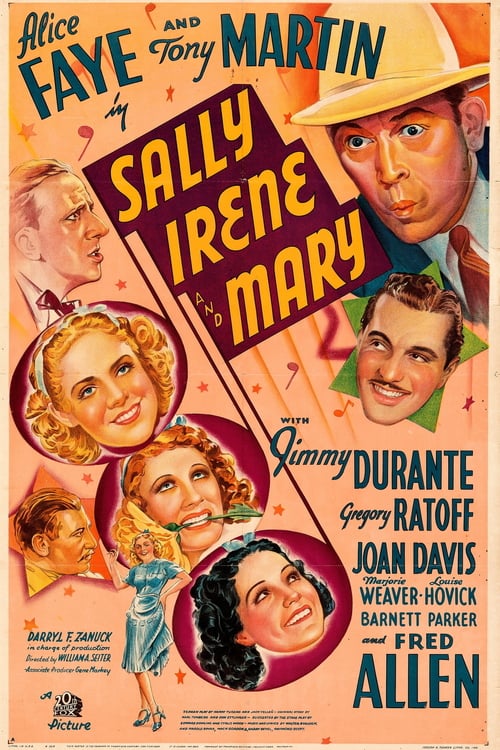 Alice AND Tony
FAYE MARTIN
in
SALLY
IRENE
AND MARY
WITH
Jimmy DURANTE
Gregory RATOFF
JOAN DAVIS
Marjorie Louise
WEAVER · HOVICK
BARNETT PARKER
and FRED
ALLEN
DARRYL F. ZANUCK
in charge of production
Directed by WILLIAM A. SEITER
Associate Producer Gene Markey
A 20th CENTURY FOX Picture